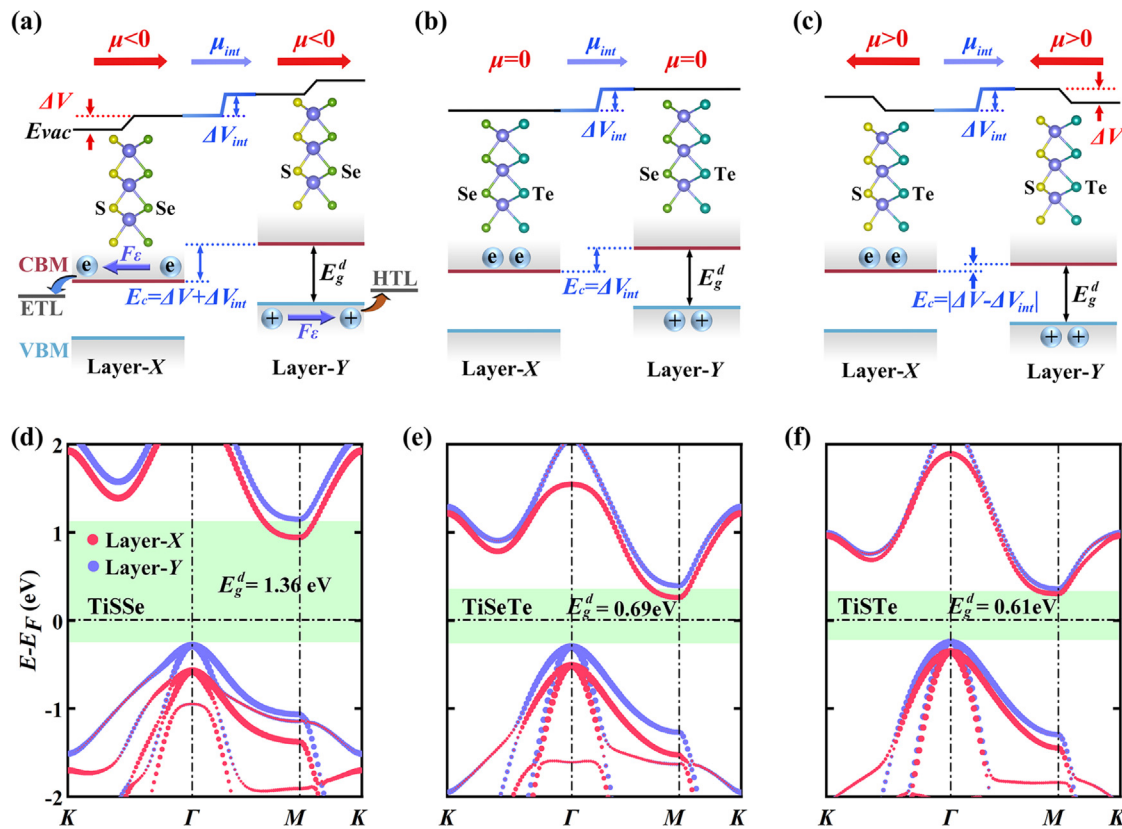 (a)
μ<0
μint
μ<0
ΔV
Evac
ΔVint
S
Se
S
Se
CBM
e
Fε
e
ETL
Ec=ΔV+ΔVint
Egd
HTL
+
Fε
+
VBM
Layer-X
Layer-Y
(b)
μ=0
μint
μ=0
ΔVint
Se
Te
Se
Te
e
e
Ec=ΔVint
Egd
+
+
Layer-X
Layer-Y
(c)
μ>0
μint
μ>0
ΔVint
ΔV
S
Te
S
Te
e
e
Ec=|ΔV-ΔVint|
Egd
+
+
Layer-X
Layer-Y
(d)
E-EF (eV)
2
1
0
-1
-2
Layer-X
Layer-Y
Egd= 1.36 eV
TiSSe
K
Γ
M
K
(e)
TiSeTe
Egd=0.69eV
K
Γ
M
K
(f)
TiSTe
Egd=0.61eV
K
Γ
M
K